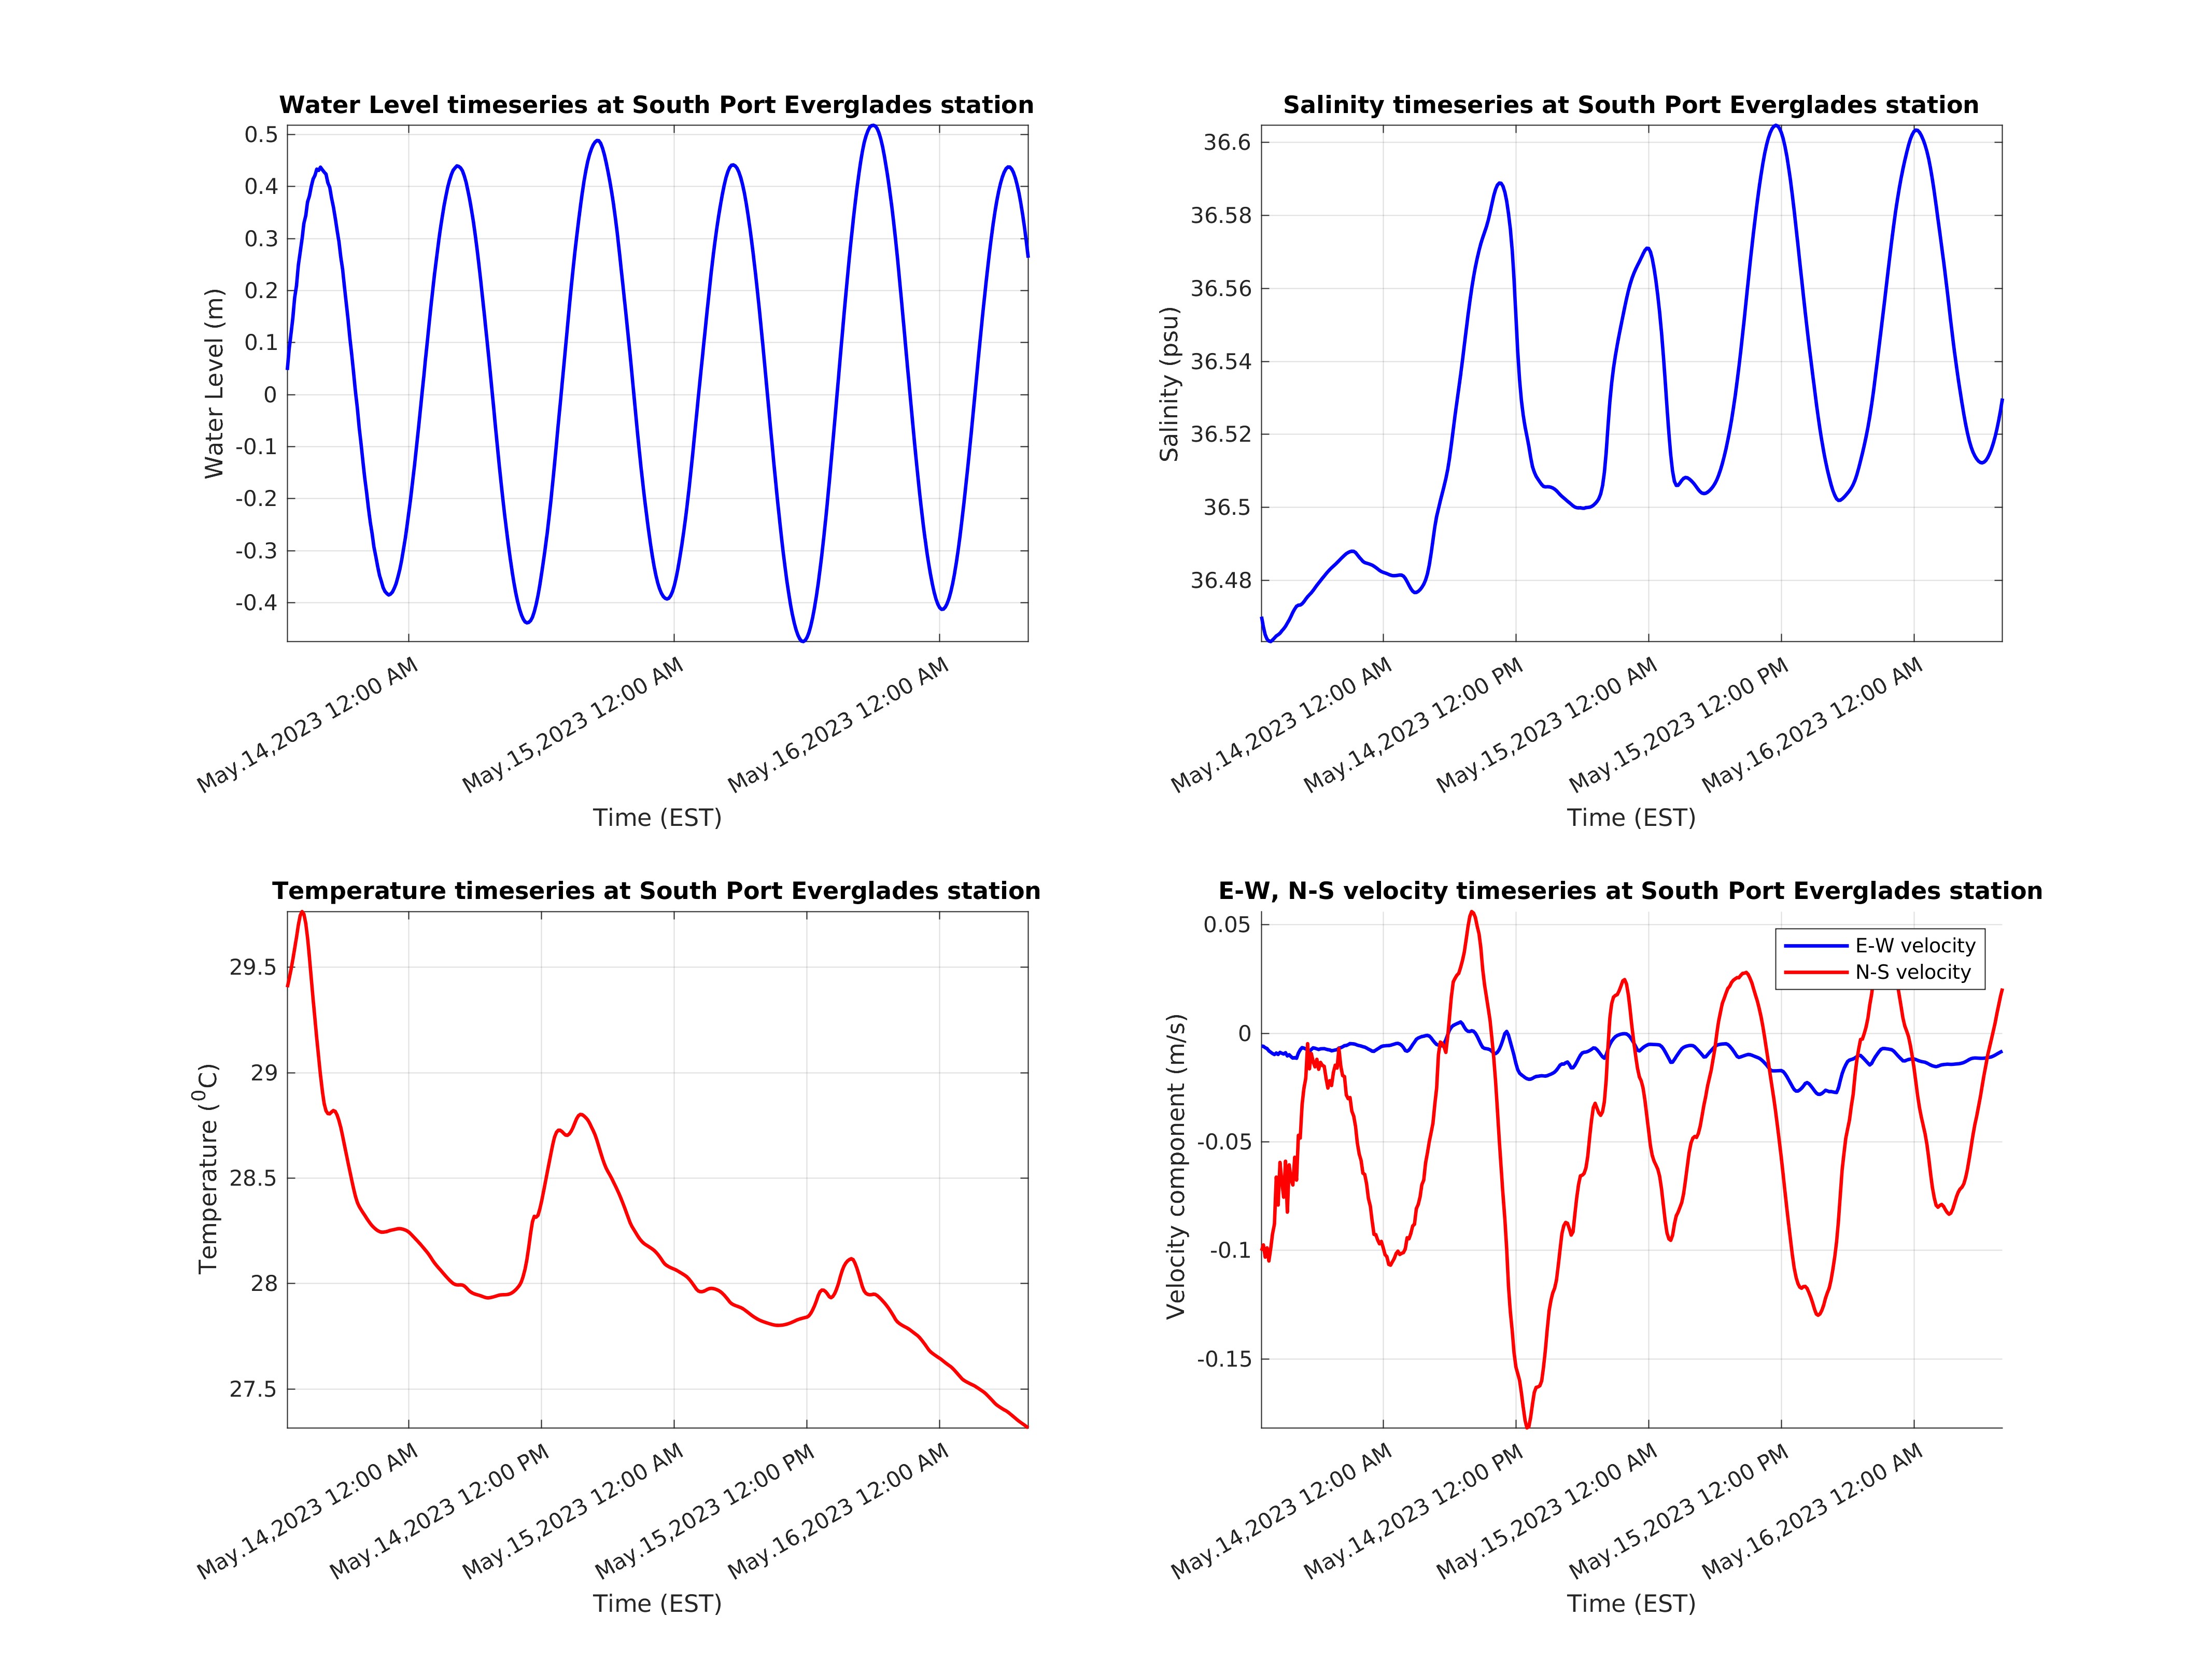 Water Level timeseries at South Port Everglades station
0.5
0.4
0.3
0.2
0.1
0
-0.1
-0.2
-0.3
-0.4
Water Level (m)
May.14,2023 12:00 AM
May.15,2023 12:00 AM
May.16,2023 12:00 AM
Time (EST)
Salinity timeseries at South Port Everglades station
36.6
36.58
36.56
36.54
36.52
36.5
36.48
Salinity (psu)
May.14,2023 12:00 AM
May.14,2023 12:00 PM
May.15,2023 12:00 AM
May.15,2023 12:00 PM
May.16,2023 12:00 AM
Time (EST)
Temperature timeseries at South Port Everglades station
29.5
29
28.5
28
27.5
Temperature (⁰C)
May.14,2023 12:00 AM
May.14,2023 12:00 PM
May.15,2023 12:00 AM
May.15,2023 12:00 PM
May.16,2023 12:00 AM
Time (EST)
E-W, N-S velocity timeseries at South Port Everglades station
0.05
0
-0.05
-0.1
-0.15
Velocity component (m/s)
E-W velocity
N-S velocity
May.14,2023 12:00 AM
May.14,2023 12:00 PM
May.15,2023 12:00 AM
May.15,2023 12:00 PM
May.16,2023 12:00 AM
Time (EST)